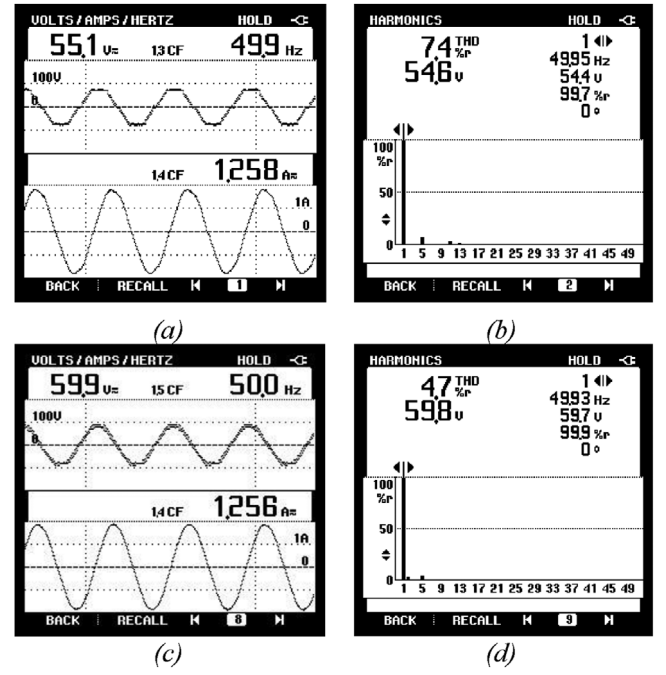 VOLTS/AMPS/HERTZ HOLD
55.1 V≂ 1.3 CF 49.9 Hz
100V
0
1.4 CF 1.258 A≂
1A
0
BACK RECALL 1
(a)
HARMONICS HOLD
7.4 THD %r 1
54.6 V 49.95 Hz
54.4 V
99.7 %r
0 °
100
%r
50
0
1 5 9 13 17 21 25 29 33 37 41 45 49
BACK RECALL 2
(b)
VOLTS/AMPS/HERTZ HOLD
59.9 V≂ 1.5 CF 50.0 Hz
100V
0
1.4 CF 1.256 A≂
1A
0
BACK RECALL 8
(c)
HARMONICS HOLD
4.7 THD %r 1
59.8 V 49.93 Hz
59.7 V
99.9 %r
0 °
100
%r
50
0
1 5 9 13 17 21 25 29 33 37 41 45 49
BACK RECALL 9
(d)